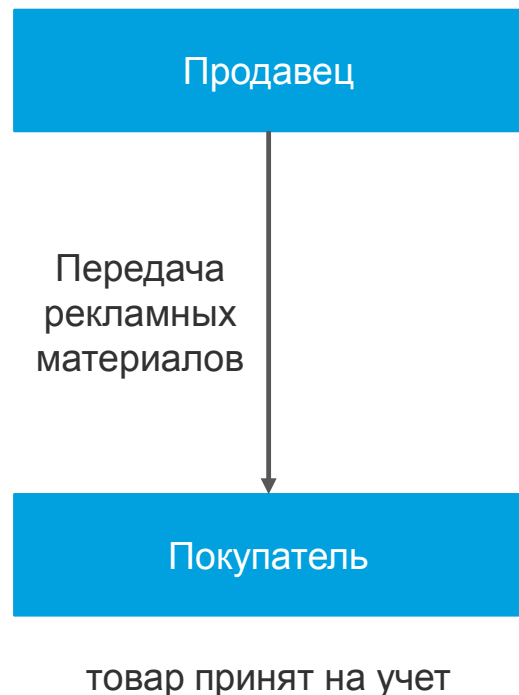 Продавец
Передача
рекламных
материалов
Покупатель
товар принят на учет